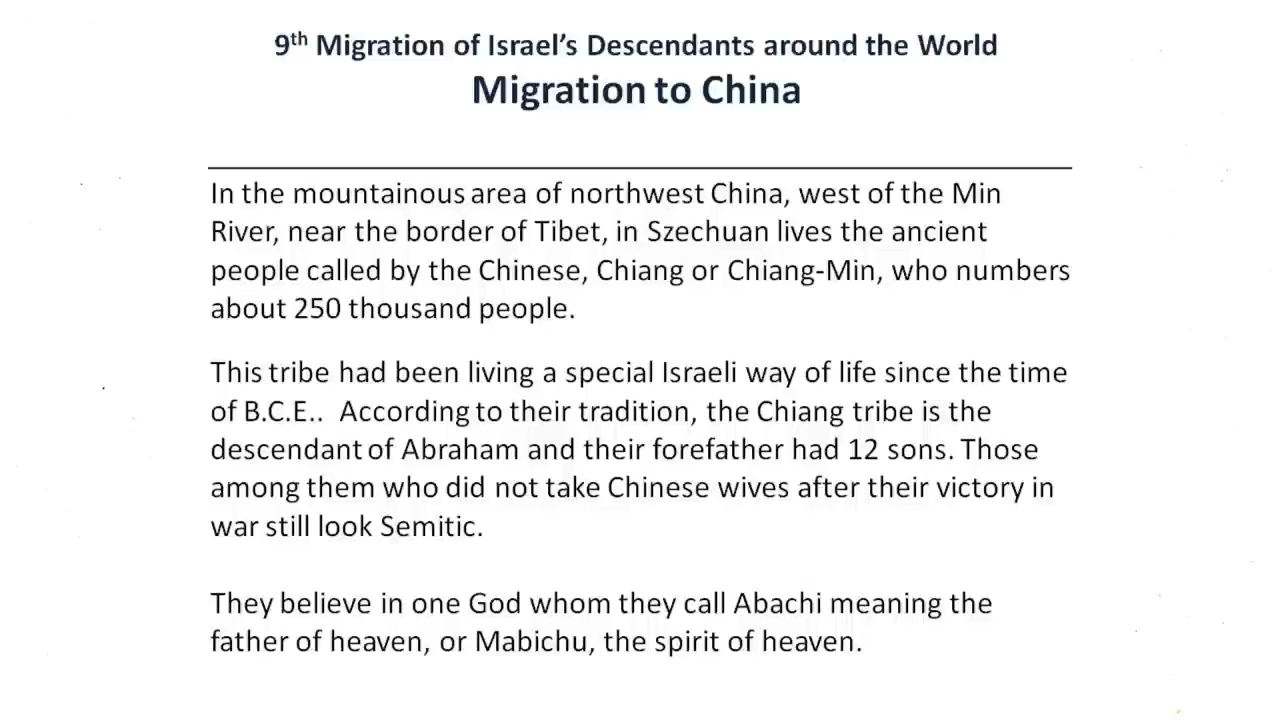 9th Migration of Israel's Descendants around the World
Migration to China
In the mountainous area of northwest China, west of the Min
River, near the border of Tibet, in Szechuan lives the ancient
people called by the Chinese, Chiang or Chiang-Min, who numbers
about 250 thousand people.
This tribe had been living a special Israeli way of life since the time
of B.C.E.. According to their tradition, the Chiang tribe is the
descendant of Abraham and their forefather had 12 sons. Those
among them who did not take Chinese wives after their victory in
war still look Semitic.
They believe in one God whom they call Abachi meaning the
father of heaven, or Mabichu, the spirit of heaven.